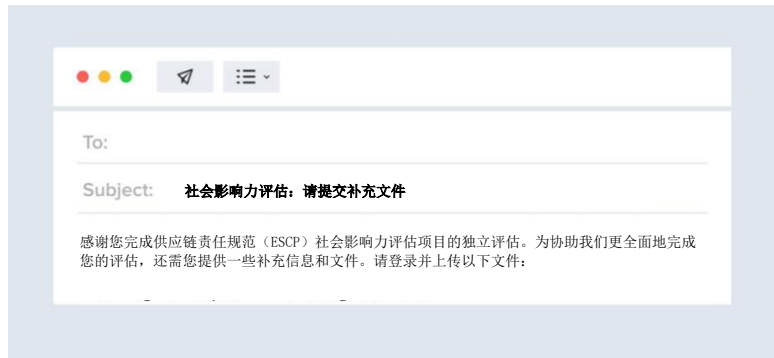 To:
Subject: 社会影响力评估：请提交补充文件
感谢您完成供应链责任规范（ESCP）社会影响力评估项目的独立评估。为协助我们更全面地完成
您的评估，还需您提供一些补充信息和文件。请登录并上传以下文件：